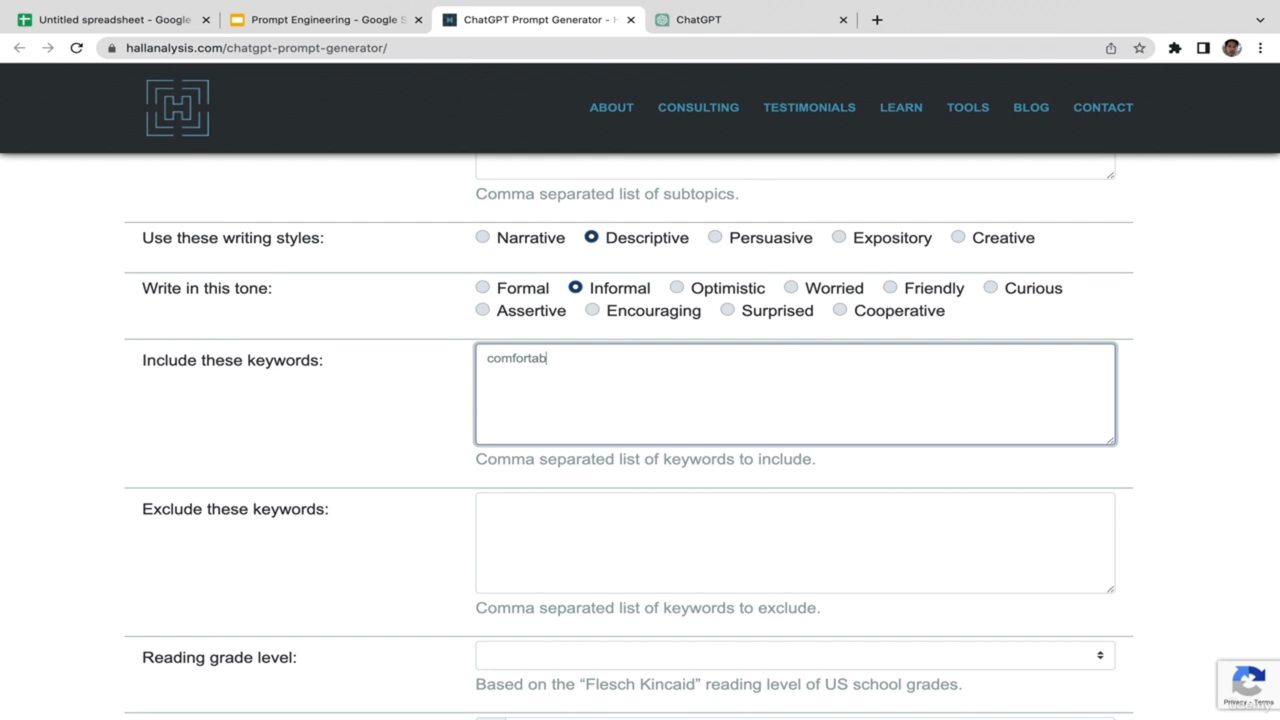 Untitled spreadsheet - Google
Prompt Engineering - Google S
ChatGPT Prompt Generator - H
ChatGPT
hallanalysis.com/chatgpt-prompt-generator/
H
ABOUT CONSULTING TESTIMONIALS LEARN TOOLS BLOG CONTACT
Comma separated list of subtopics.
Use these writing styles: Narrative Descriptive Persuasive Expository Creative
Write in this tone: Formal Informal Optimistic Worried Friendly Curious
Assertive Encouraging Surprised Cooperative
Include these keywords: comfortab
Comma separated list of keywords to include.
Exclude these keywords:
Comma separated list of keywords to exclude.
Reading grade level:
Based on the “Flesch Kincaid” reading level of US school grades.
Privacy - Terms